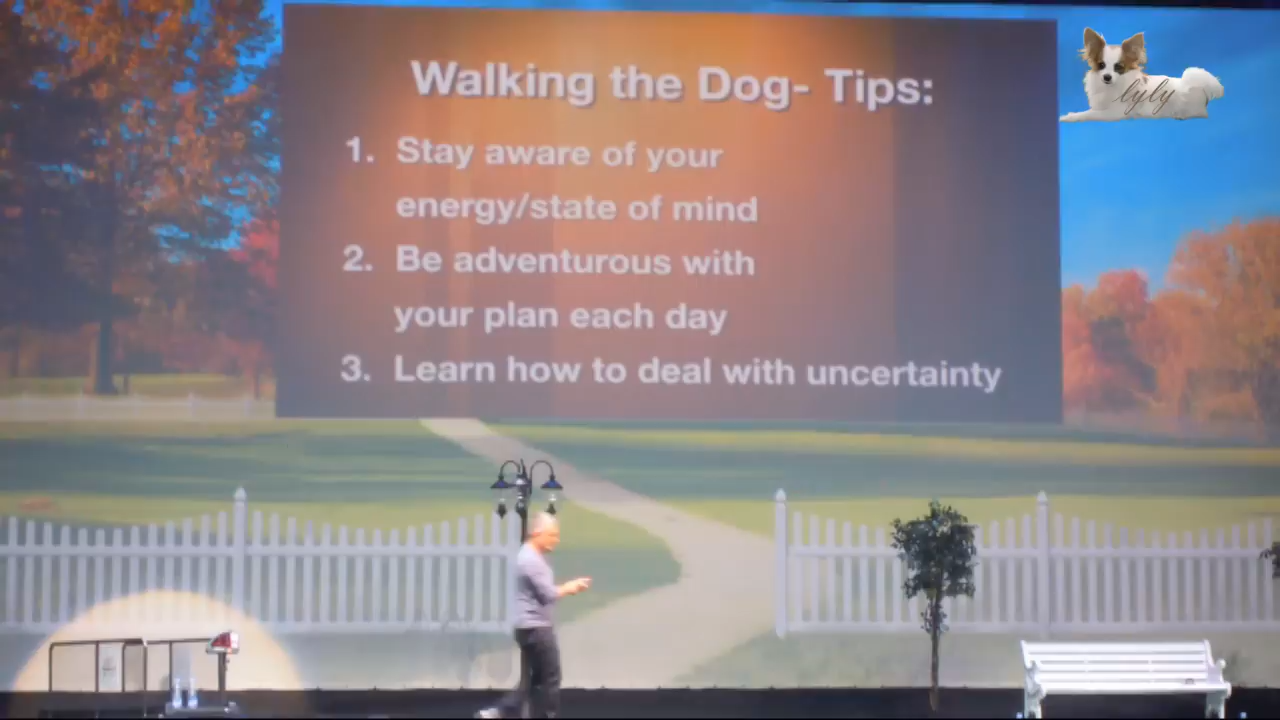 Walking the Dog- Tips:
1. Stay aware of your
energy/state of mind
2. Be adventurous with
your plan each day
3. Learn how to deal with uncertainty
lyly